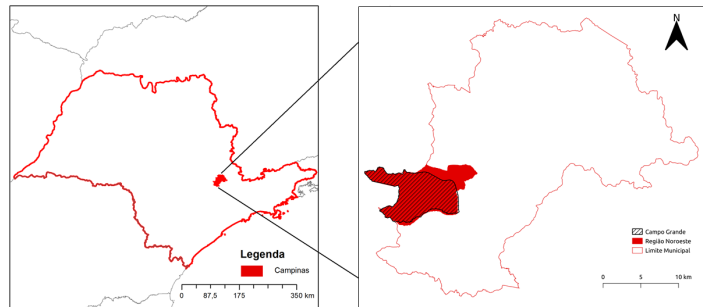 Legenda
Campinas
0 87,5 175 350 km
N
Campo Grande
Região Noroeste
Limite Municipal
0 5 10 km